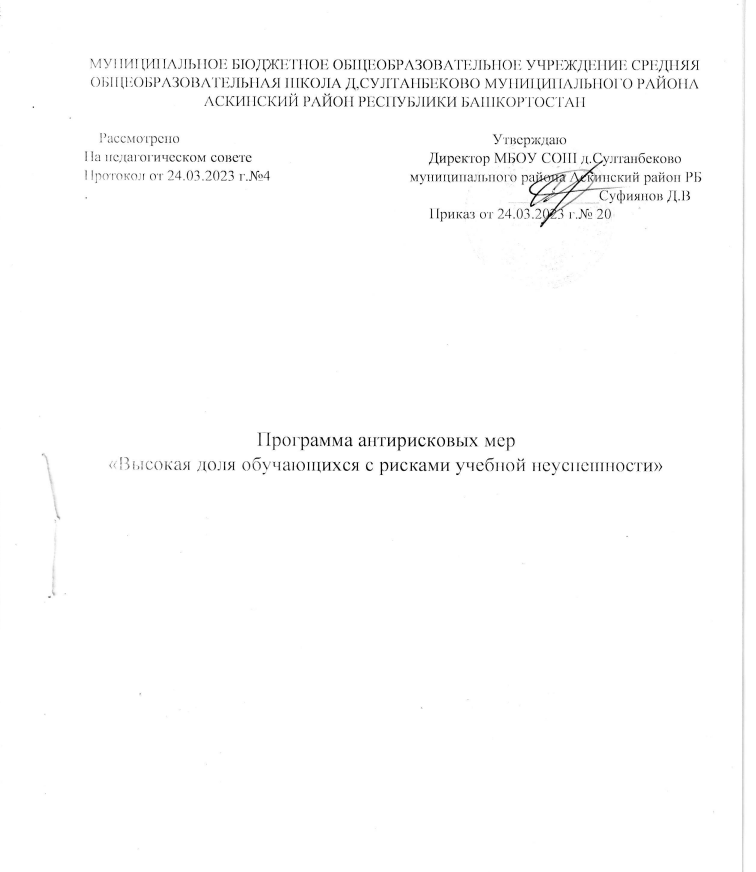 МУНИЦИПАЛЬНОЕ БЮДЖЕТНОЕ ОБЩЕОБРАЗОВАТЕЛЬНОЕ УЧРЕЖДЕНИЕ СРЕДНЯЯ
ОБЩЕОБРАЗОВАТЕЛЬНАЯ ШКОЛА Д,СУЛТАНБЕКОВО МУНИЦИПАЛЬНОГО РАЙОНА
АСКИНСКИЙ РАЙОН РЕСПУБЛИКИ БАШКОРТОСТАН
Рассмотрено
На педагогическом совете
Протокол от 24.03.2023 г.№4
Утверждаю
Директор МБОУ СОШ д.Султанбеково
муниципального района Аскинский район РБ
Суфиянов Д.В
Приказ от 24.03.2023 г.№ 20
Программа антирисковых мер
«Высокая доля обучающихся с рисками учебной неуспешности»